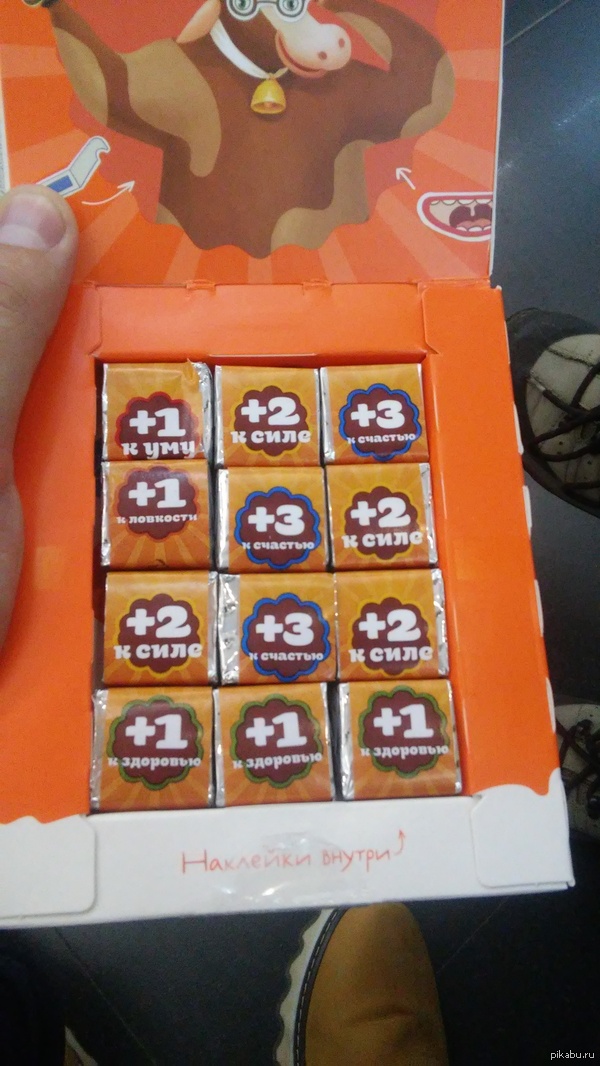 +1
к уму
+2
к силе
+3
к счастью
+1
к ловкости
+3
к счастью
+2
к силе
+2
к силе
+3
к счастью
+2
к силе
+1
к здоровью
+1
к здоровью
+1
к здоровью
Наклейки внутри
pikabu.ru